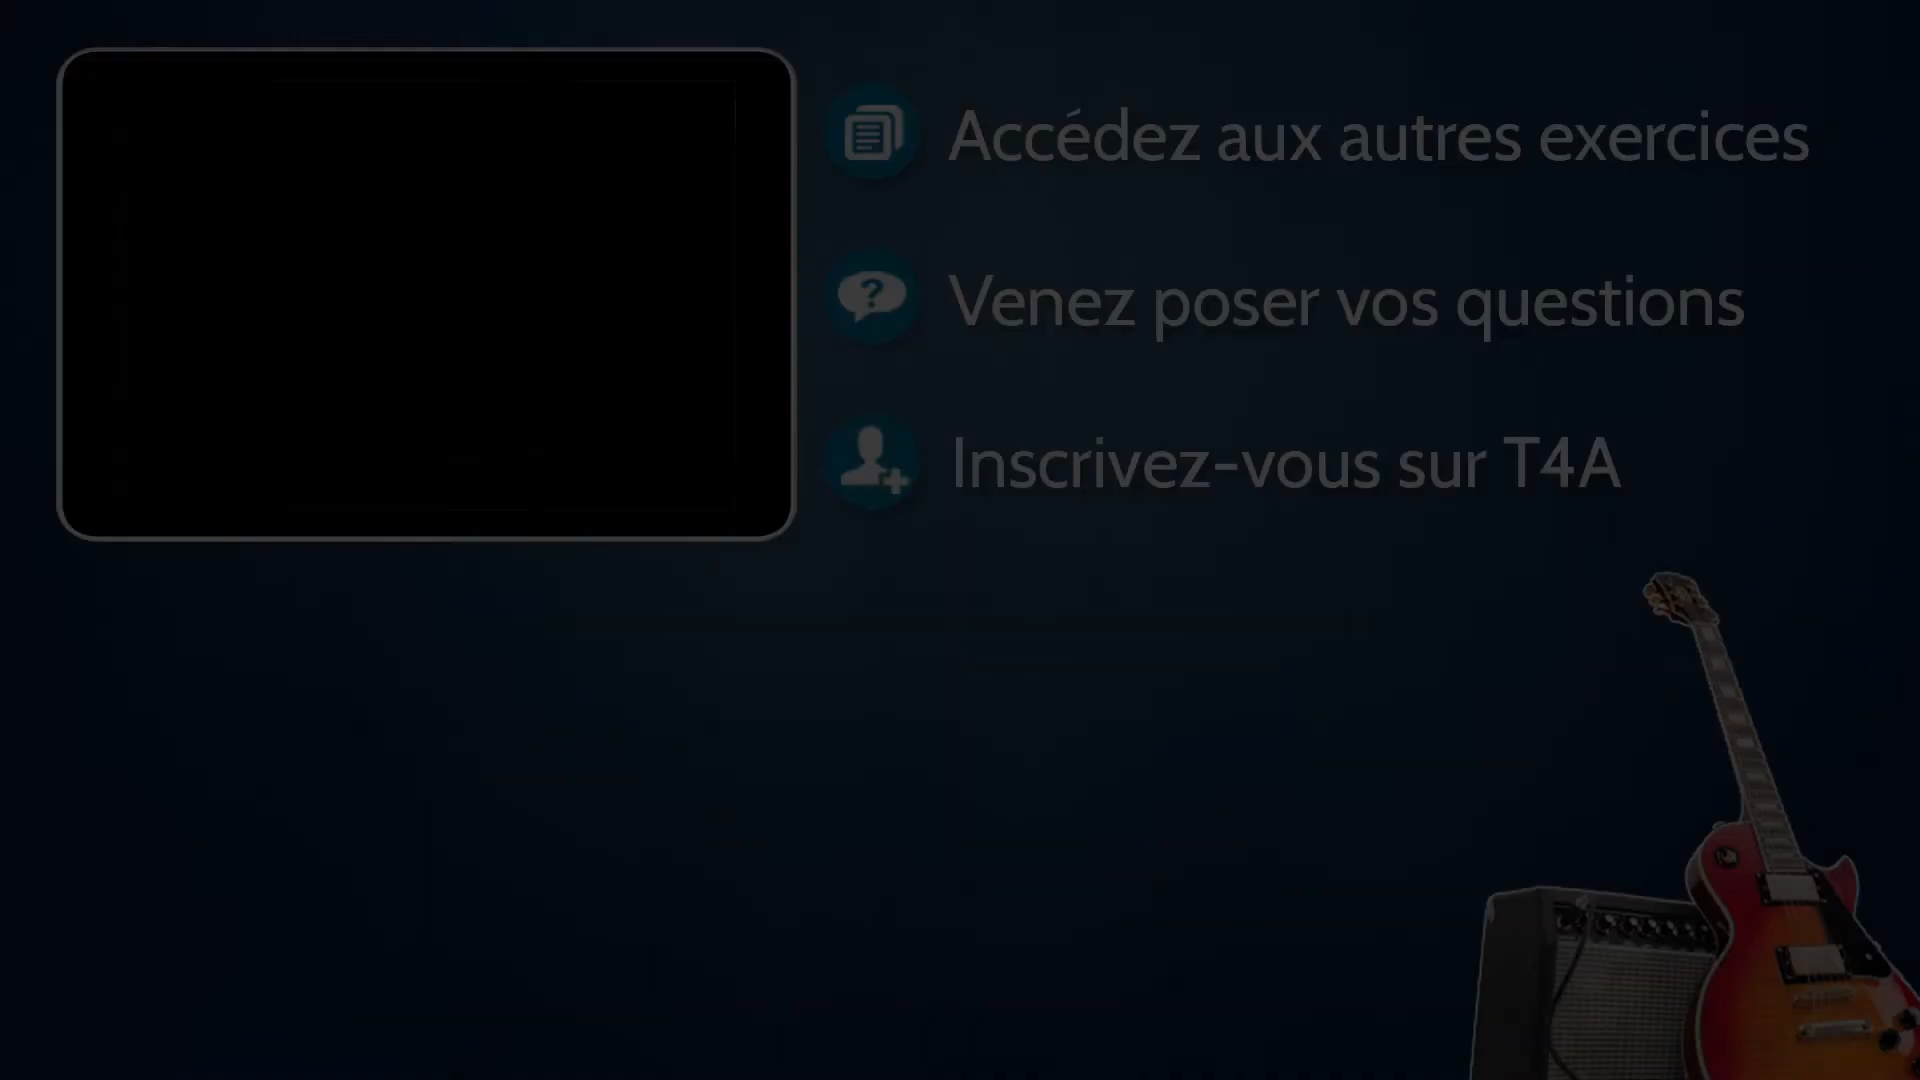 Accédez aux autres exercices
Venez poser vos questions
Inscrivez-vous sur T4A